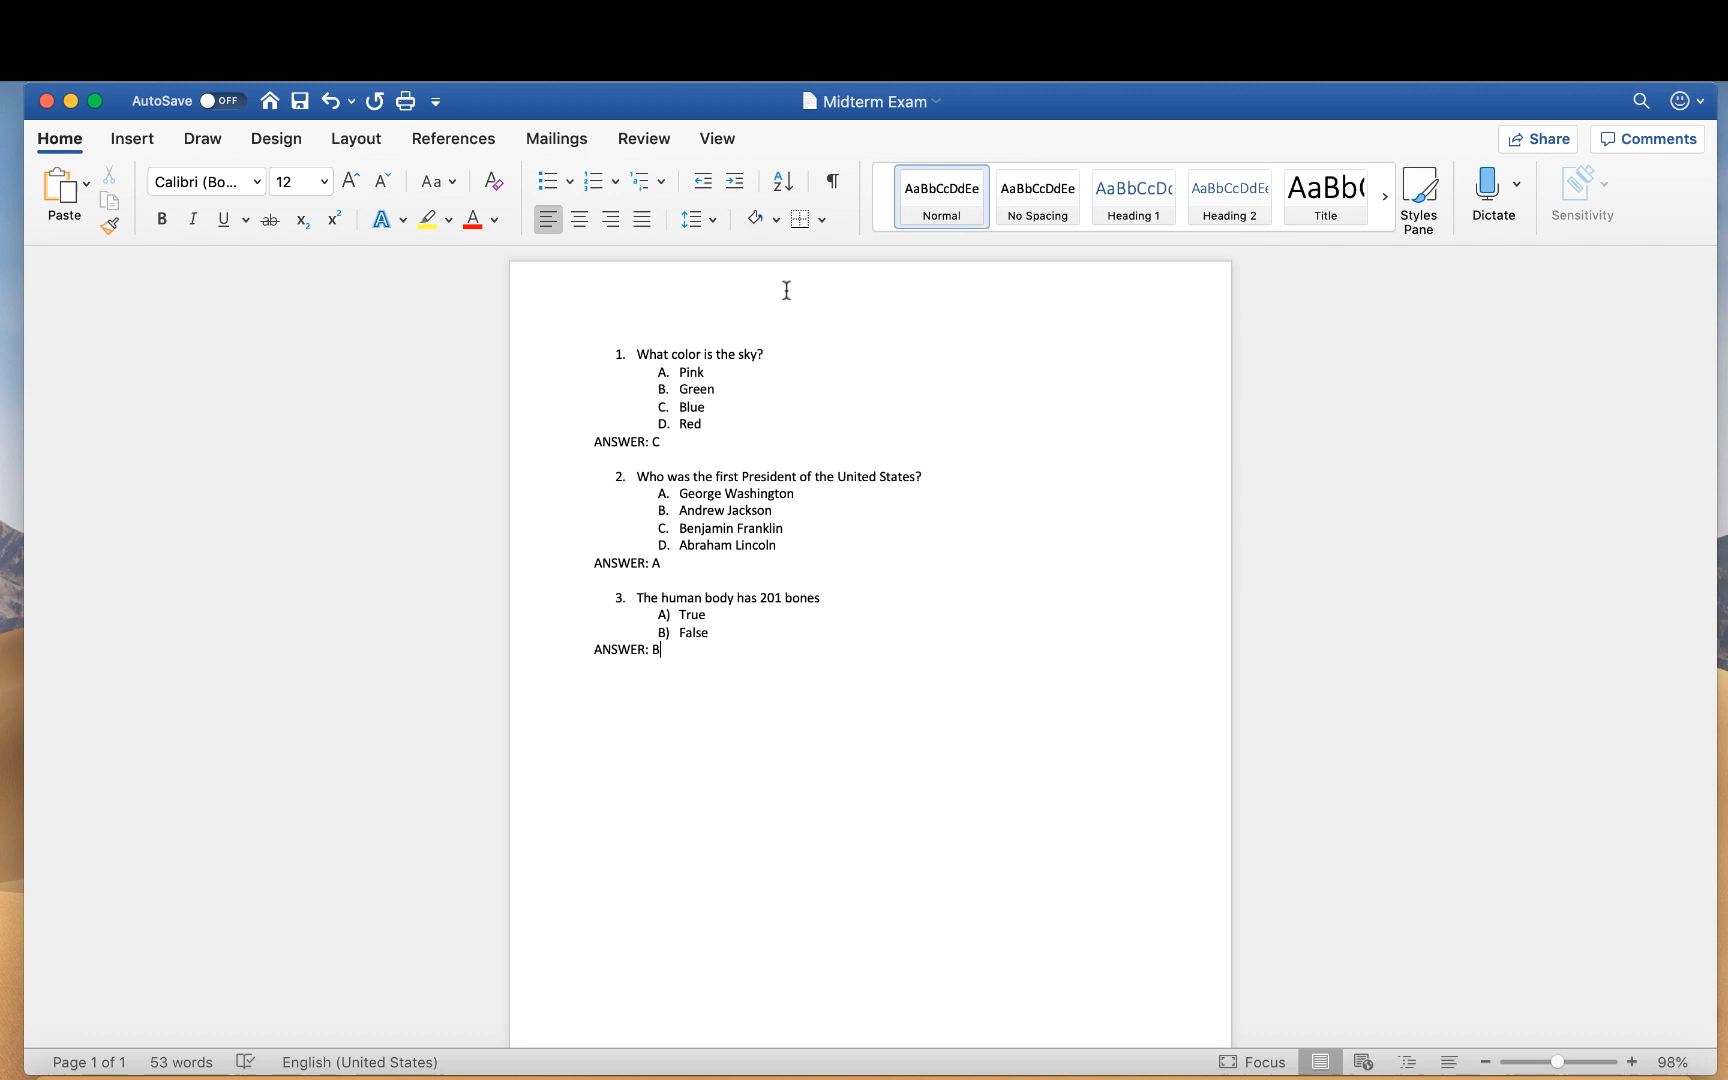 AutoSave OFF Midterm Exam
Home Insert Draw Design Layout References Mailings Review View Share Comments
Paste
Calibri (Bo... 12
AaBbCcDdEe Normal
AaBbCcDdEe No Spacing
AaBbCcDc Heading 1
AaBbCcDdEe Heading 2
AaBb( Title
Styles
Pane
Dictate
Sensitivity
1. What color is the sky?
A. Pink
B. Green
C. Blue
D. Red
ANSWER: C
2. Who was the first President of the United States?
A. George Washington
B. Andrew Jackson
C. Benjamin Franklin
D. Abraham Lincoln
ANSWER: A
3. The human body has 201 bones
A) True
B) False
ANSWER: B
Page 1 of 1 53 words English (United States) Focus 98%